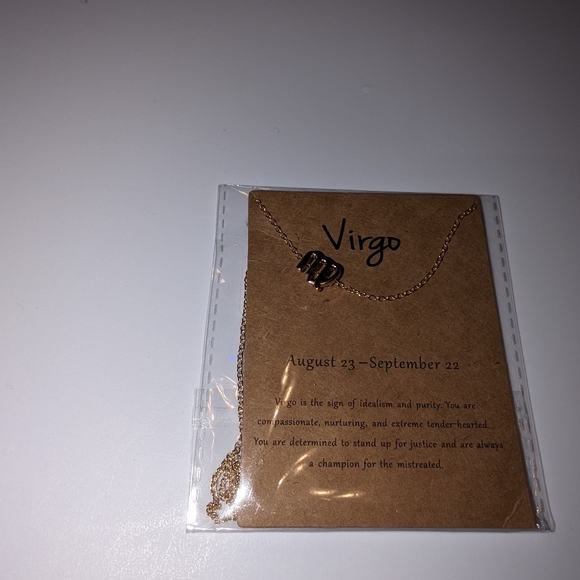 Virgo
August 23 – September 22
Virgo is the sign of idealism and purity. You are
compassionate, nurturing, and extreme tender-hearted.
You are determined to stand up for justice and are always
a champion for the mistreated.